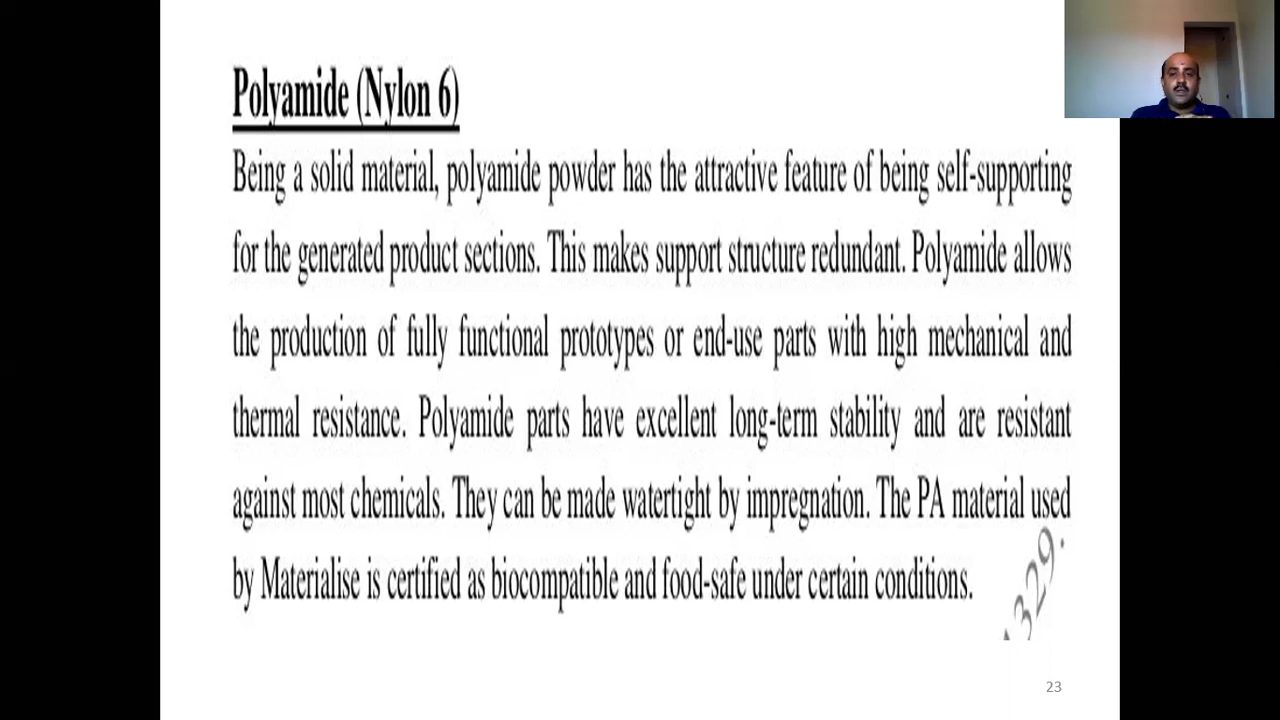 Polyamide (Nylon 6)
Being a solid material, polyamide powder has the attractive feature of being self-supporting
for the generated product sections. This makes support structure redundant. Polyamide allows
the production of fully functional prototypes or end-use parts with high mechanical and
thermal resistance. Polyamide parts have excellent long-term stability and are resistant
against most chemicals. They can be made watertight by impregnation. The PA material used
by Materialise is certified as biocompatible and food-safe under certain conditions.
329.
23